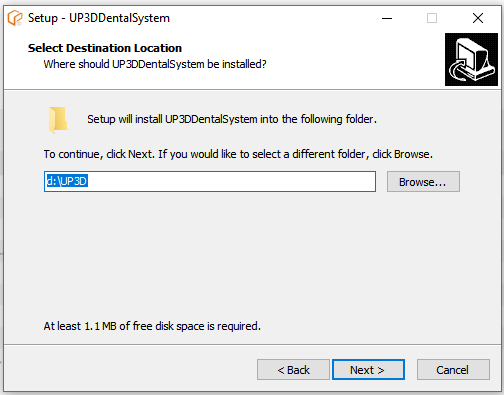 Setup - UP3DDentalSystem
Select Destination Location
Where should UP3DDentalSystem be installed?
Setup will install UP3DDentalSystem into the following folder.
To continue, click Next. If you would like to select a different folder, click Browse.
d:\UP3D
Browse...
At least 1.1 MB of free disk space is required.
< Back
Next >
Cancel